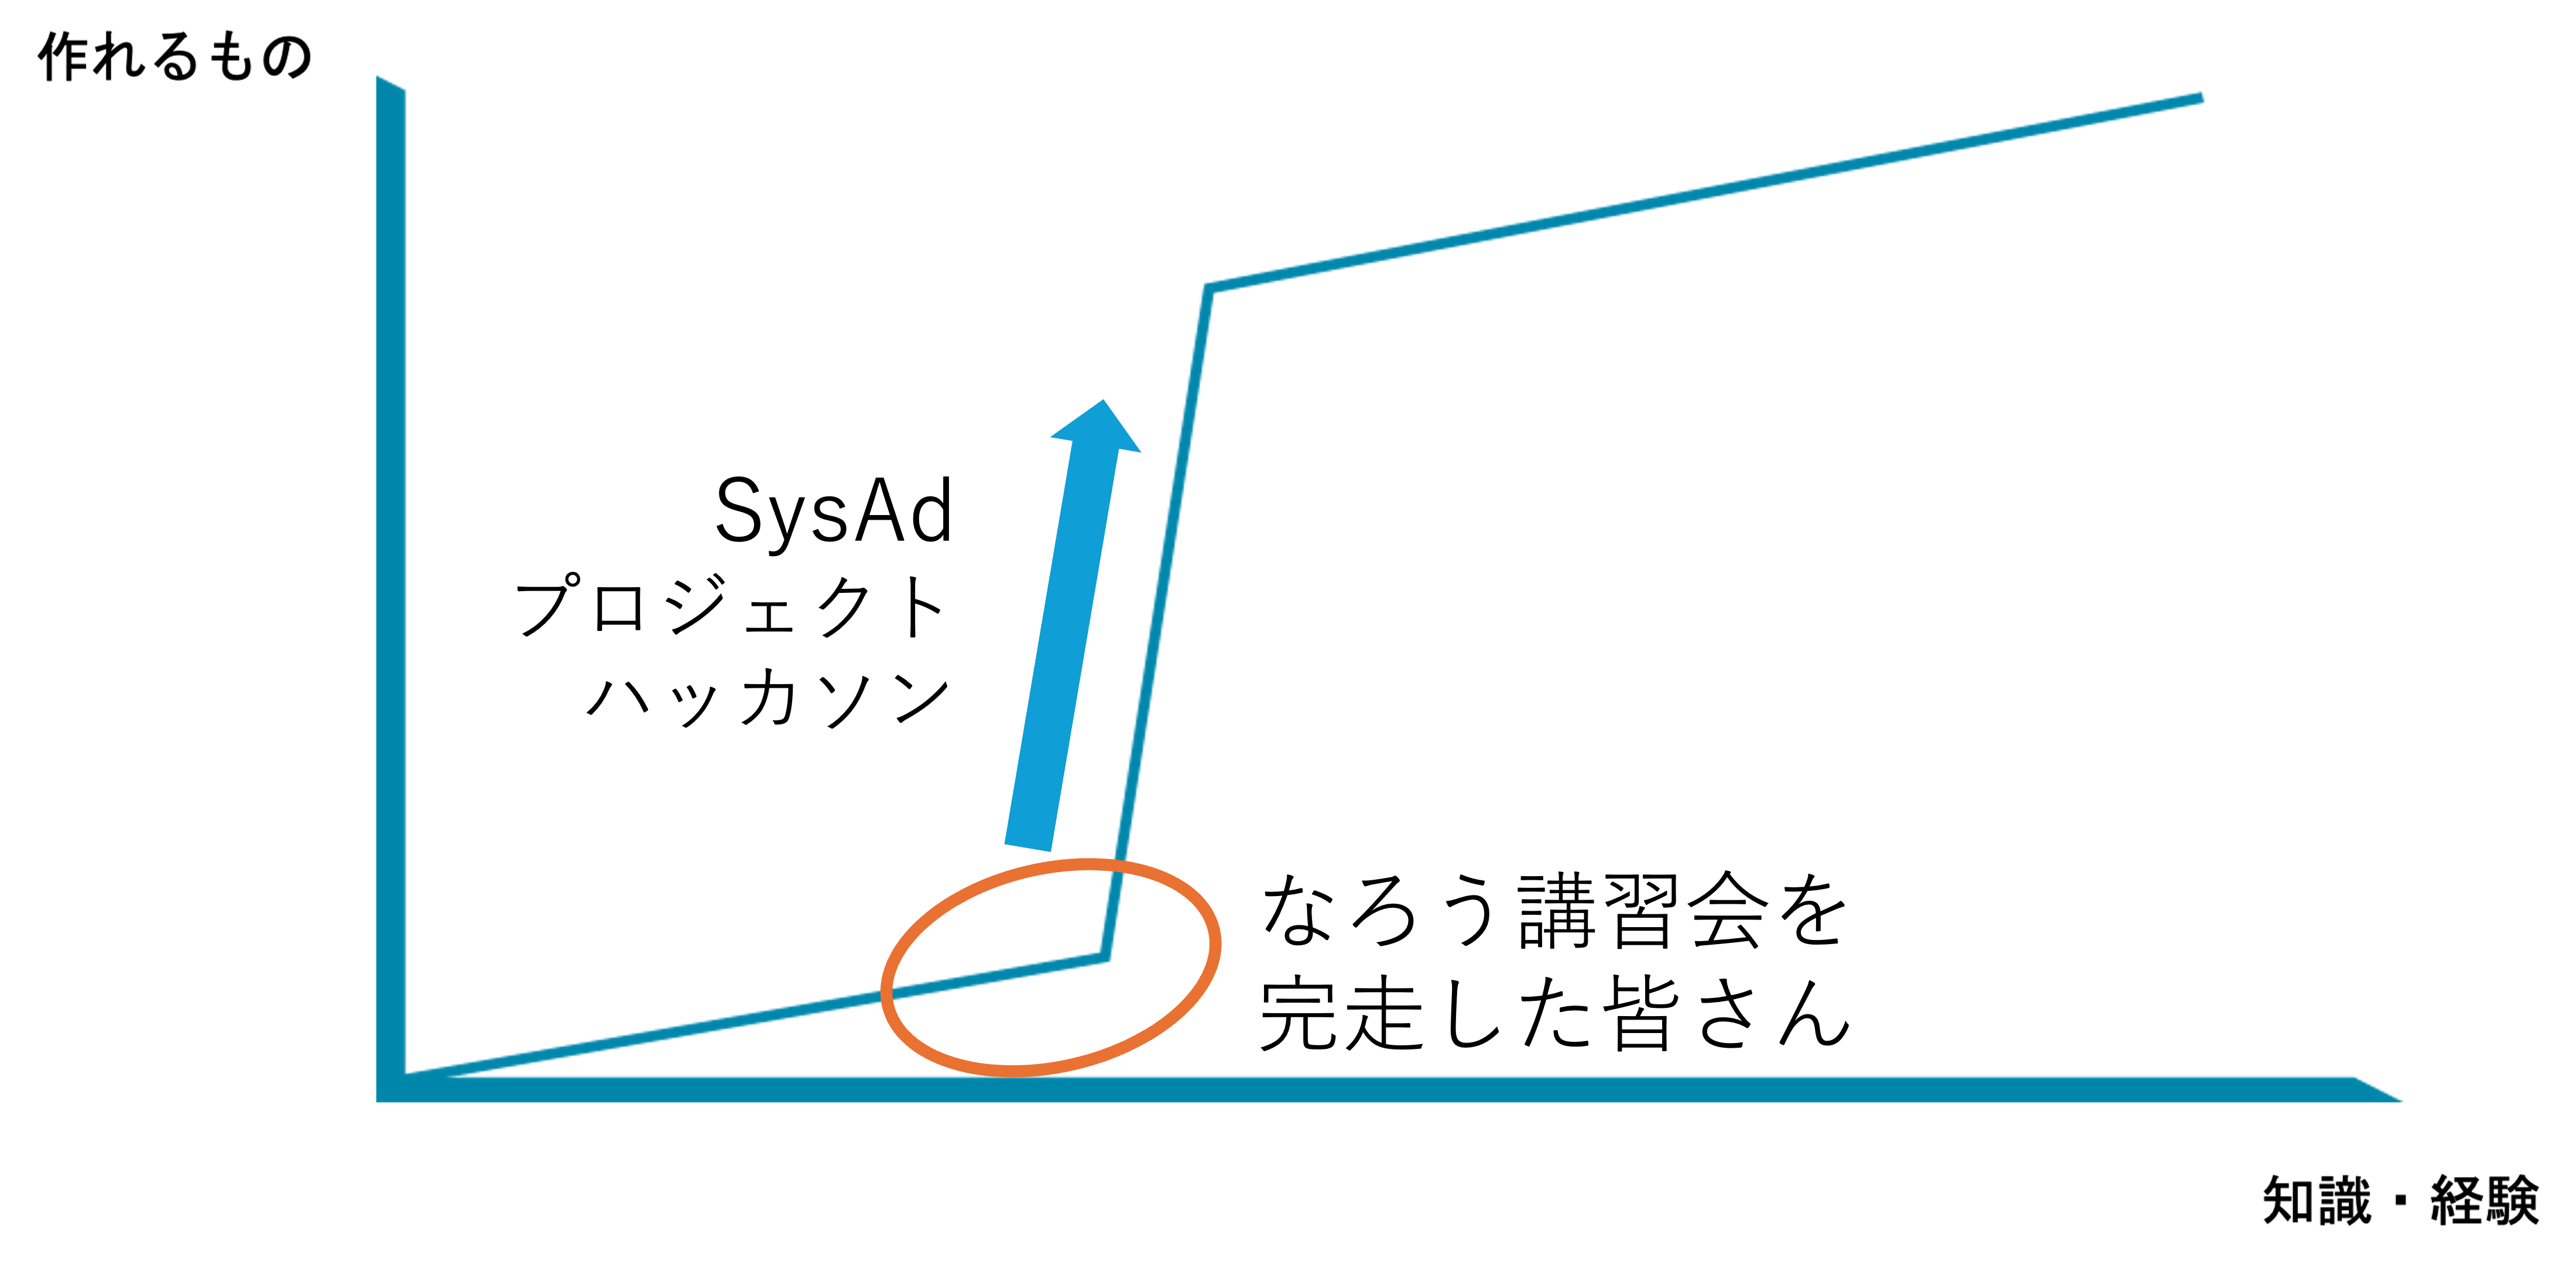 作れるもの
SysAd
プロジェクト
ハッカソン
なろう講習会を
完走した皆さん
知識・経験